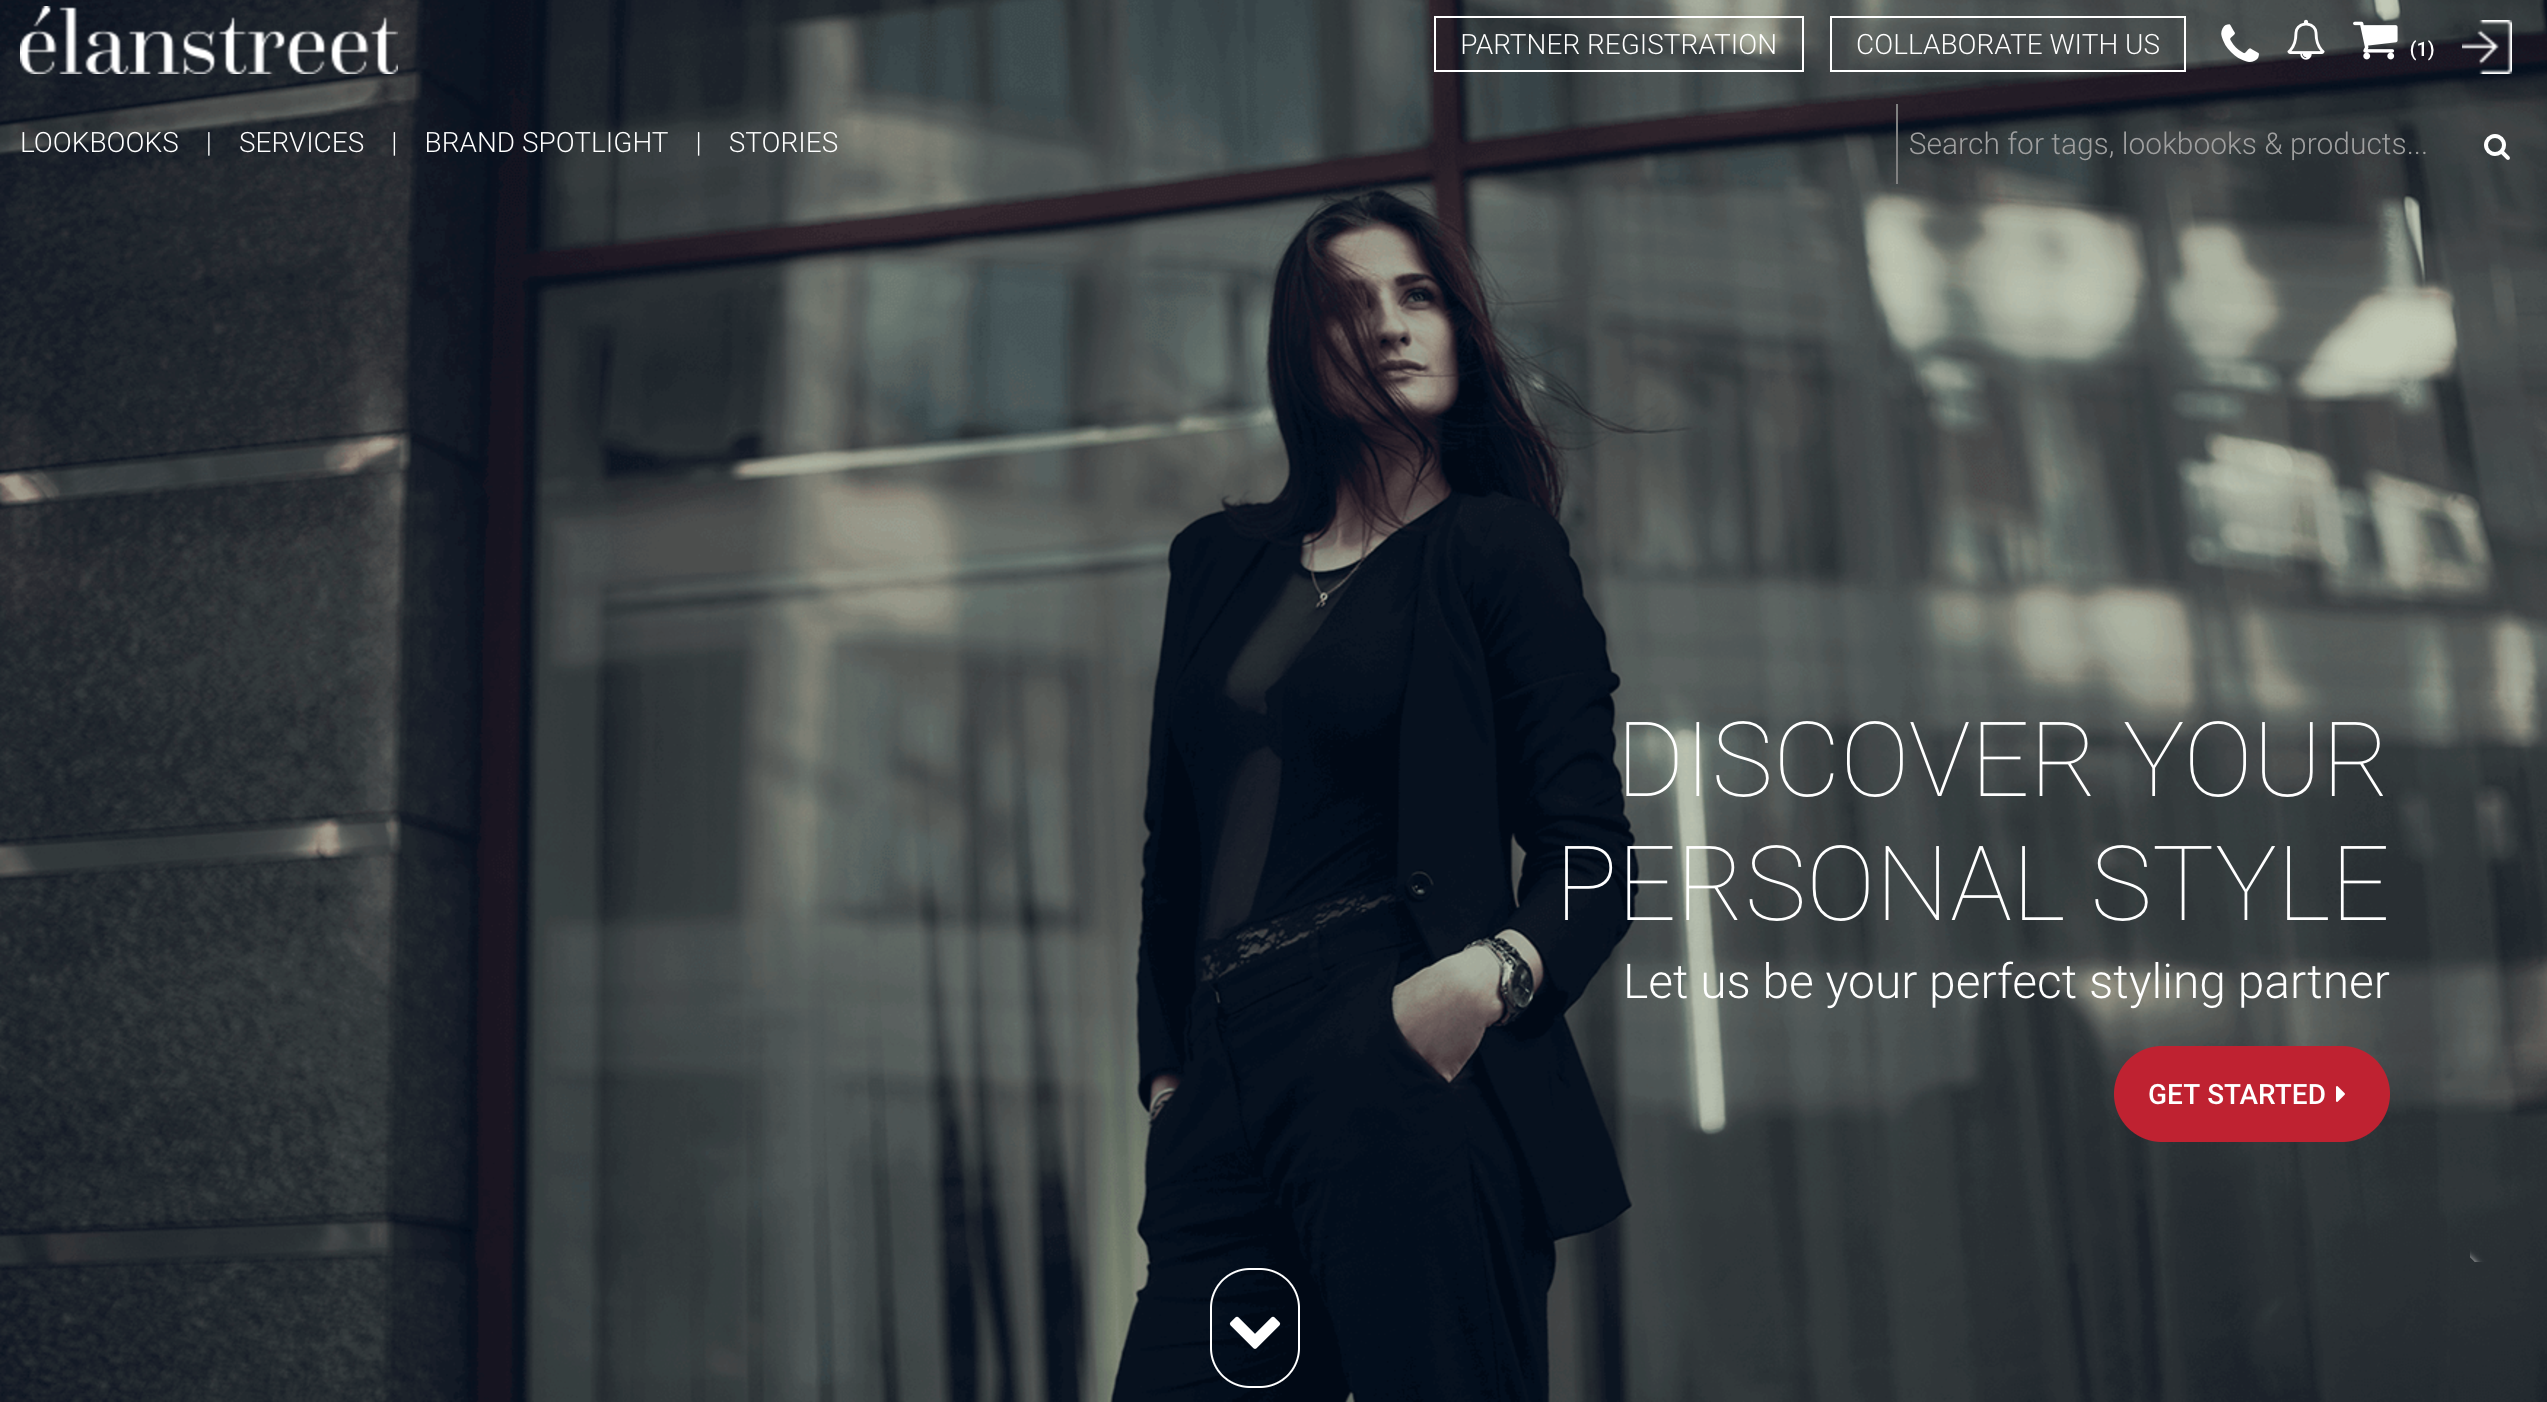 élanstreet
PARTNER REGISTRATION
COLLABORATE WITH US
(1)
LOOKBOOKS | SERVICES | BRAND SPOTLIGHT | STORIES
Search for tags, lookbooks & products...
DISCOVER YOUR
PERSONAL STYLE
Let us be your perfect styling partner
GET STARTED